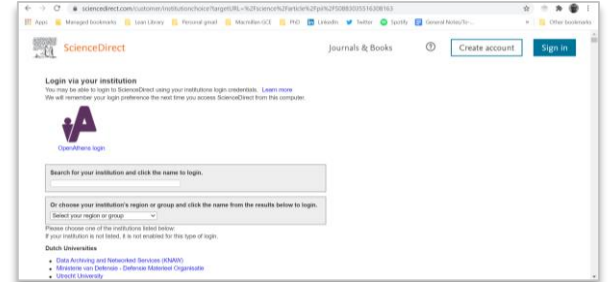 sciencedirect.com/customer/institutionchoice?targetURL=%2Fscience%2Farticle%2Fpii%2FS0883035516308163
Apps Managed bookmarks Loan Library Personal gmail Macmillan GCE PhD LinkedIn Twitter Spotify General Notes/To-... » Other bookmarks
ScienceDirect Journals & Books ? Create account Sign in
Login via your institution
You may be able to login to ScienceDirect using your institutions login credentials. Learn more
We will remember your login preference the next time you access ScienceDirect from this computer.
OpenAthens login
Search for your institution and click the name to login.
Or choose your institution's region or group and click the name from the results below to login.
Select your region or group
Please choose one of the institutions listed below.
If your institution is not listed, it is not enabled for this type of login.
Dutch Universities
Data Archiving and Networked Services (KNAW)
Ministerie van Defensie - Defensie Materieel Organisatie
Utrecht University